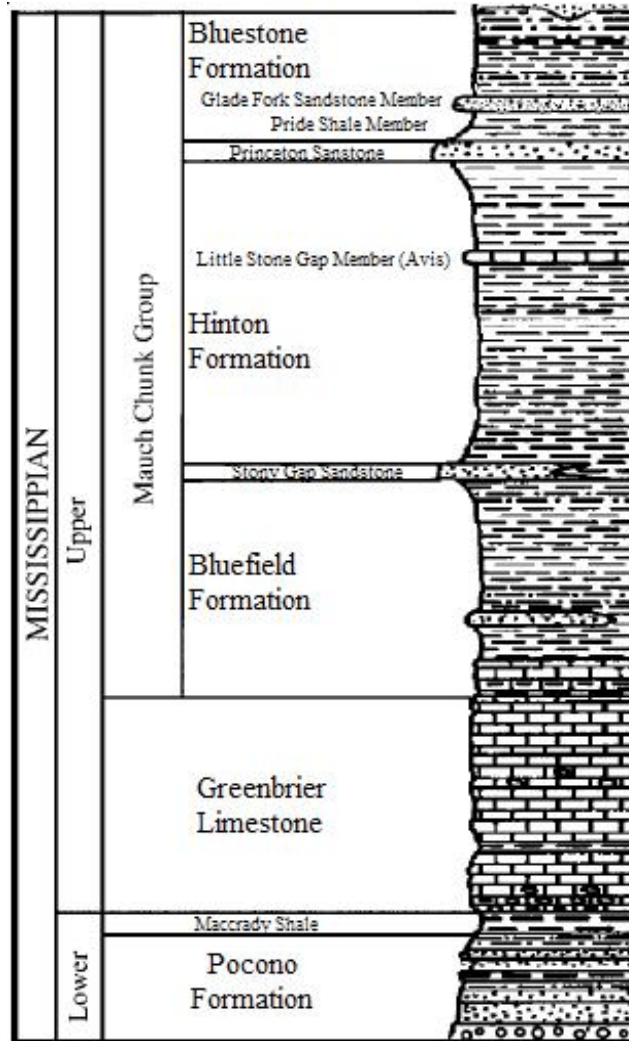 Bluestone
Formation
Glade Fork Sandstone Member
Pride Shale Member
Princeton Sanstone
Little Stone Gap Member (Avis)
Hinton
Formation
Mauch Chunk Group
Stony Gap Sandstone
MISSISSIPPIAN
Upper
Bluefield
Formation
Greenbrier
Limestone
Maccrady Shale
Lower
Pocono
Formation